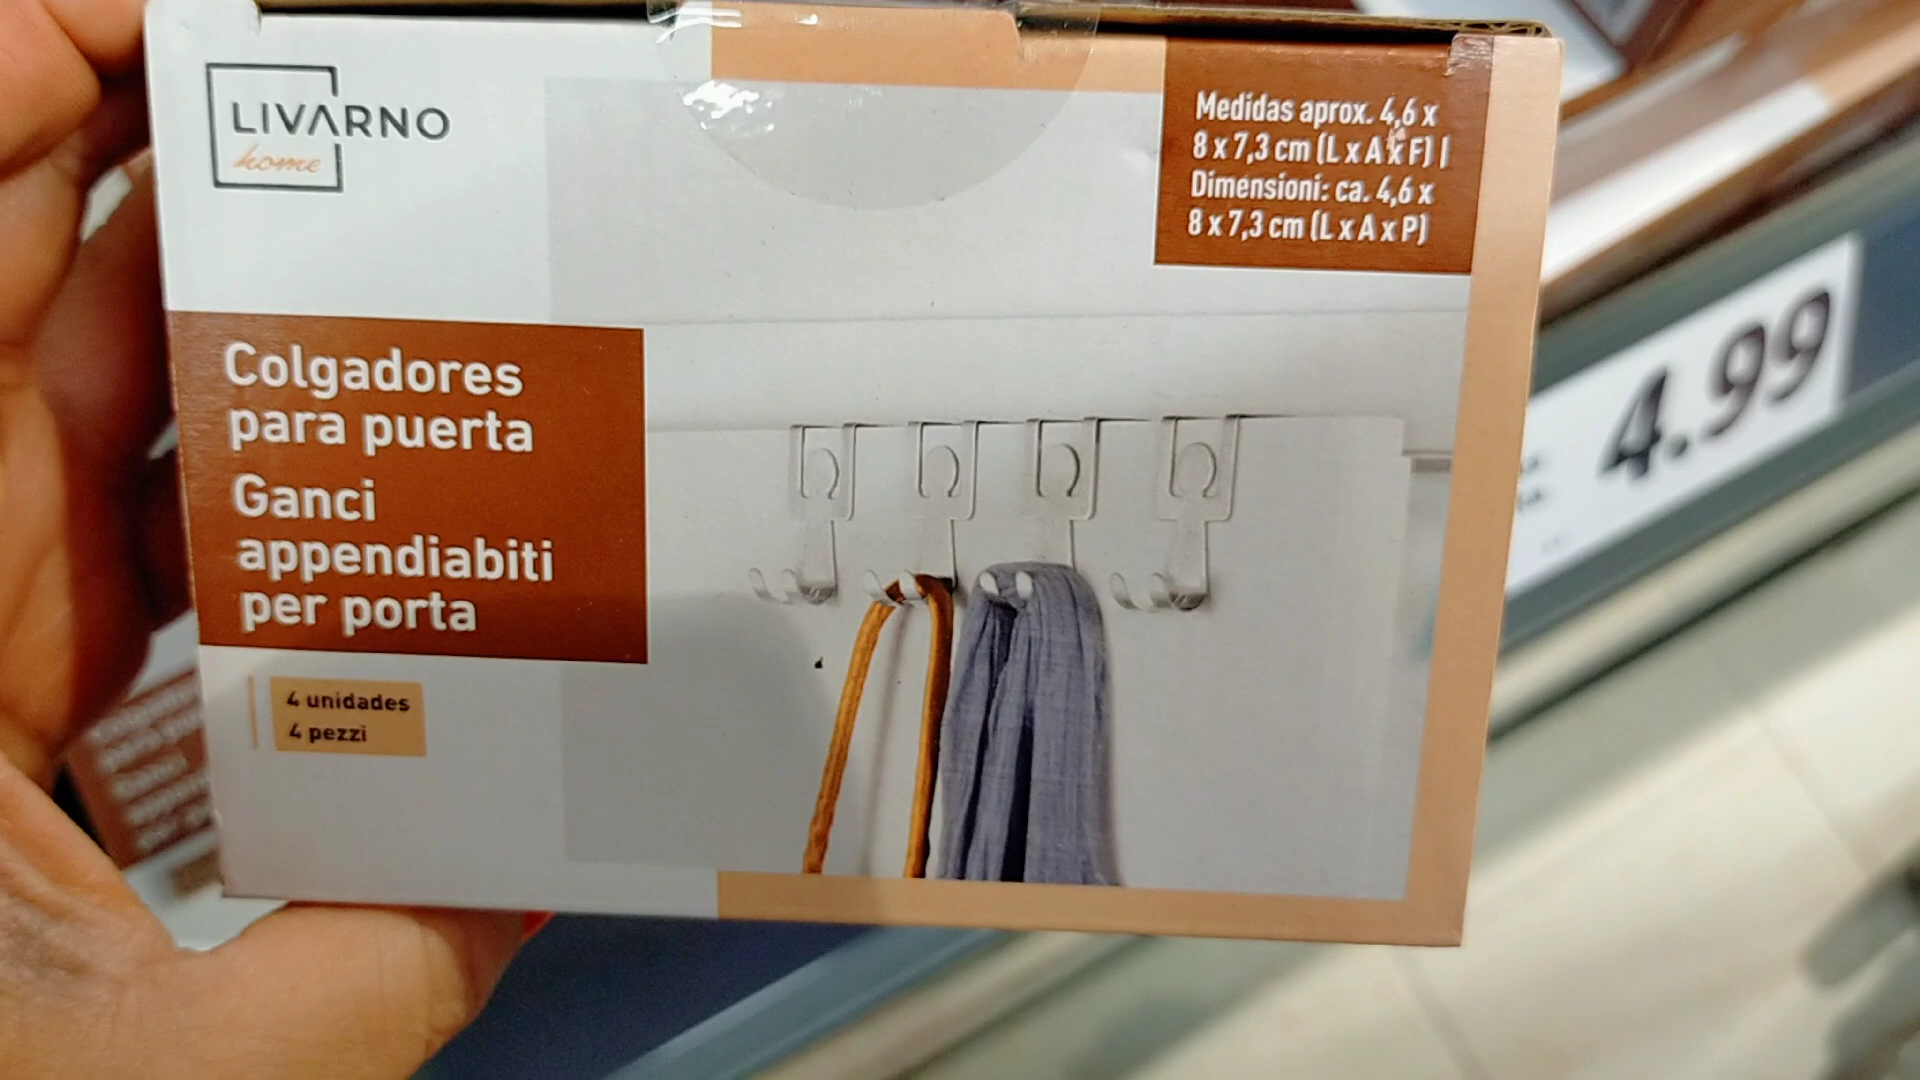 LIVARNO
home
Medidas aprox. 4,6 x
8 x 7,3 cm (L x A x F) |
Dimensioni: ca. 4,6 x
8 x 7,3 cm (L x A x P)
Colgadores
para puerta
Ganci
appendiabiti
per porta
4 unidades
4 pezzi
4.99